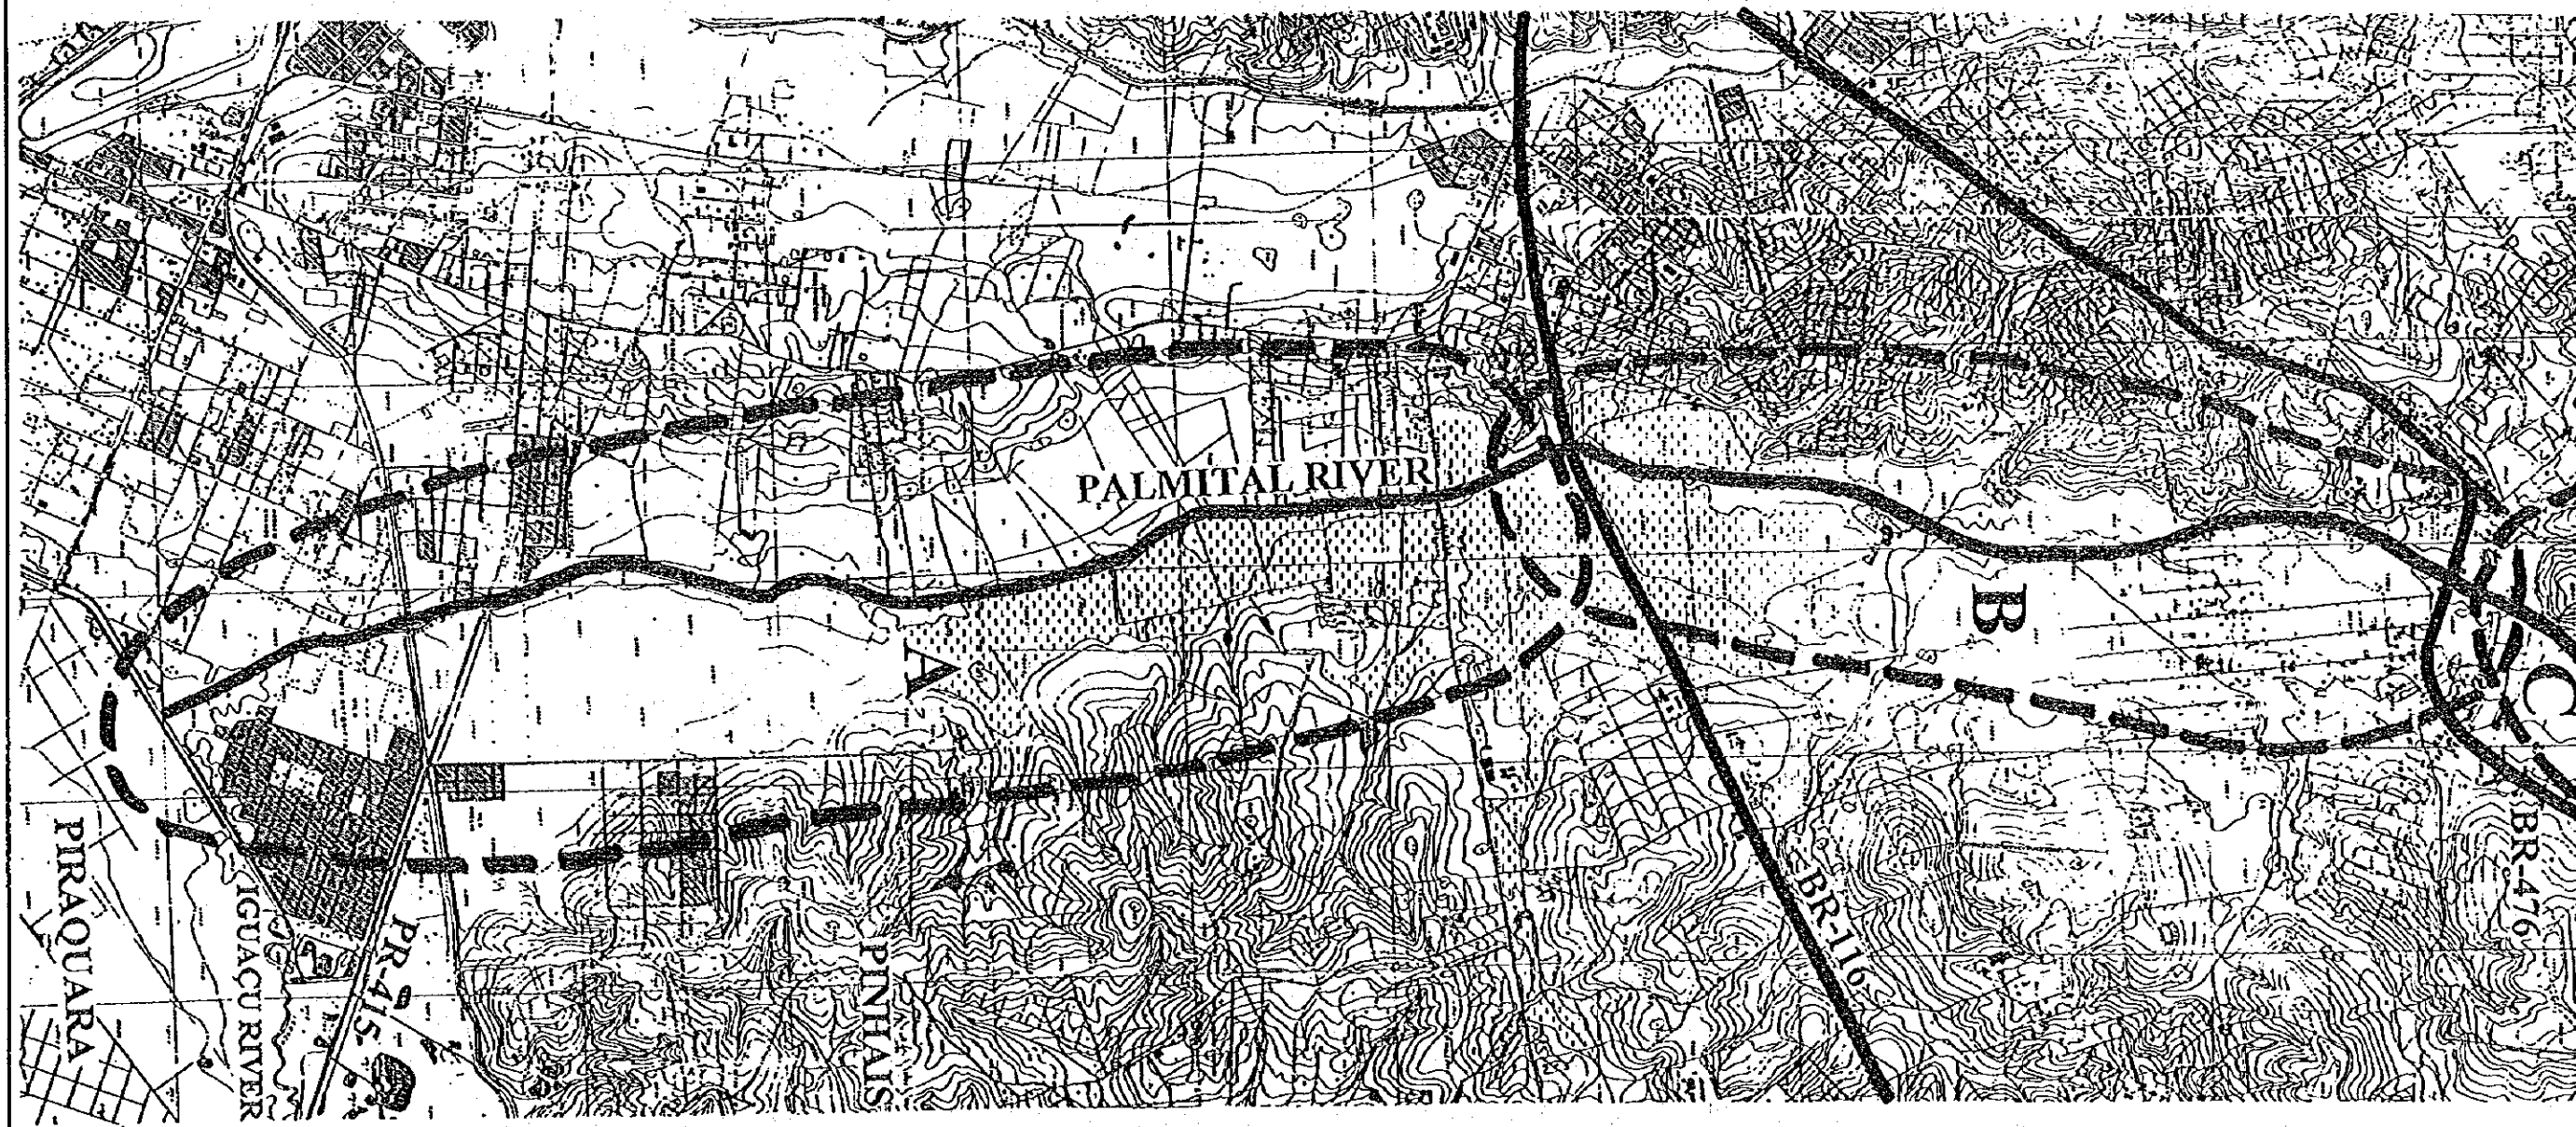 PALMITAL RIVER
A
B
C
BR-476
BR-116
PINHAIS
PR-415
IGUAÇU RIVER
PIRAQUARA